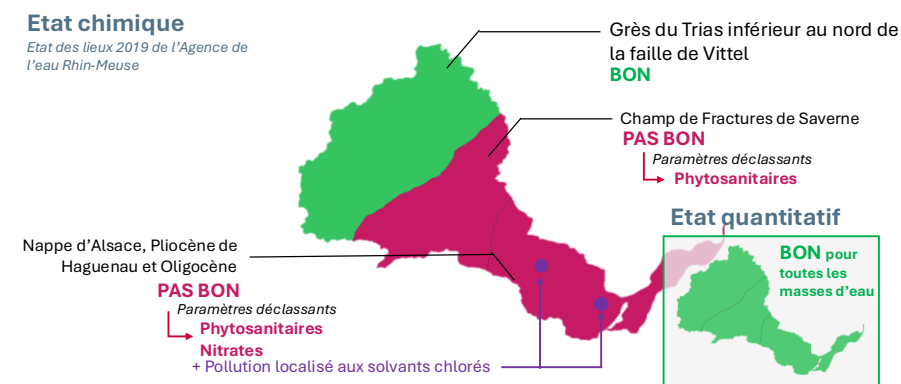 Etat chimique
Etat des lieux 2019 de l'Agence de
l'eau Rhin-Meuse
Grès du Trias inférieur au nord de
la faille de Vittel
BON
Champ de Fractures de Saverne
PAS BON
Paramètres déclassants
Phytosanitaires
Nappe d'Alsace, Pliocène de
Haguenau et Oligocène
PAS BON
Paramètres déclassants
Phytosanitaires
Nitrates
+ Pollution localisé aux solvants chlorés
Etat quantitatif
BON pour
toutes les
masses d'eau